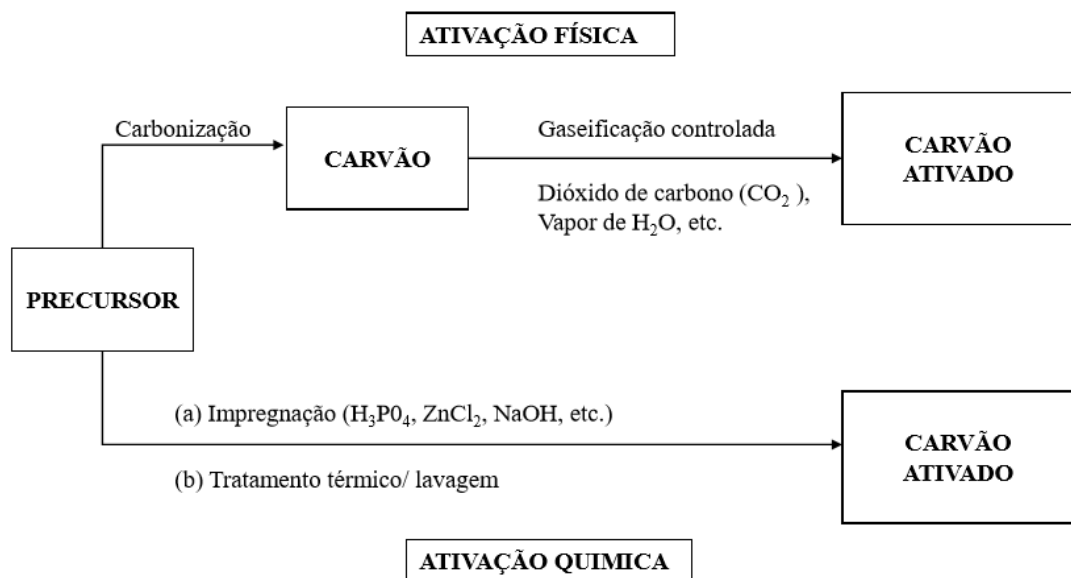 ATIVAÇÃO FÍSICA
Carbonização
CARVÃO
Gaseificação controlada
Dióxido de carbono (CO₂ ),
Vapor de H₂O, etc.
CARVÃO
ATIVADO
PRECURSOR
(a) Impregnação (H₃P0₄, ZnCl₂, NaOH, etc.)
(b) Tratamento térmico/ lavagem
CARVÃO
ATIVADO
ATIVAÇÃO QUIMICA